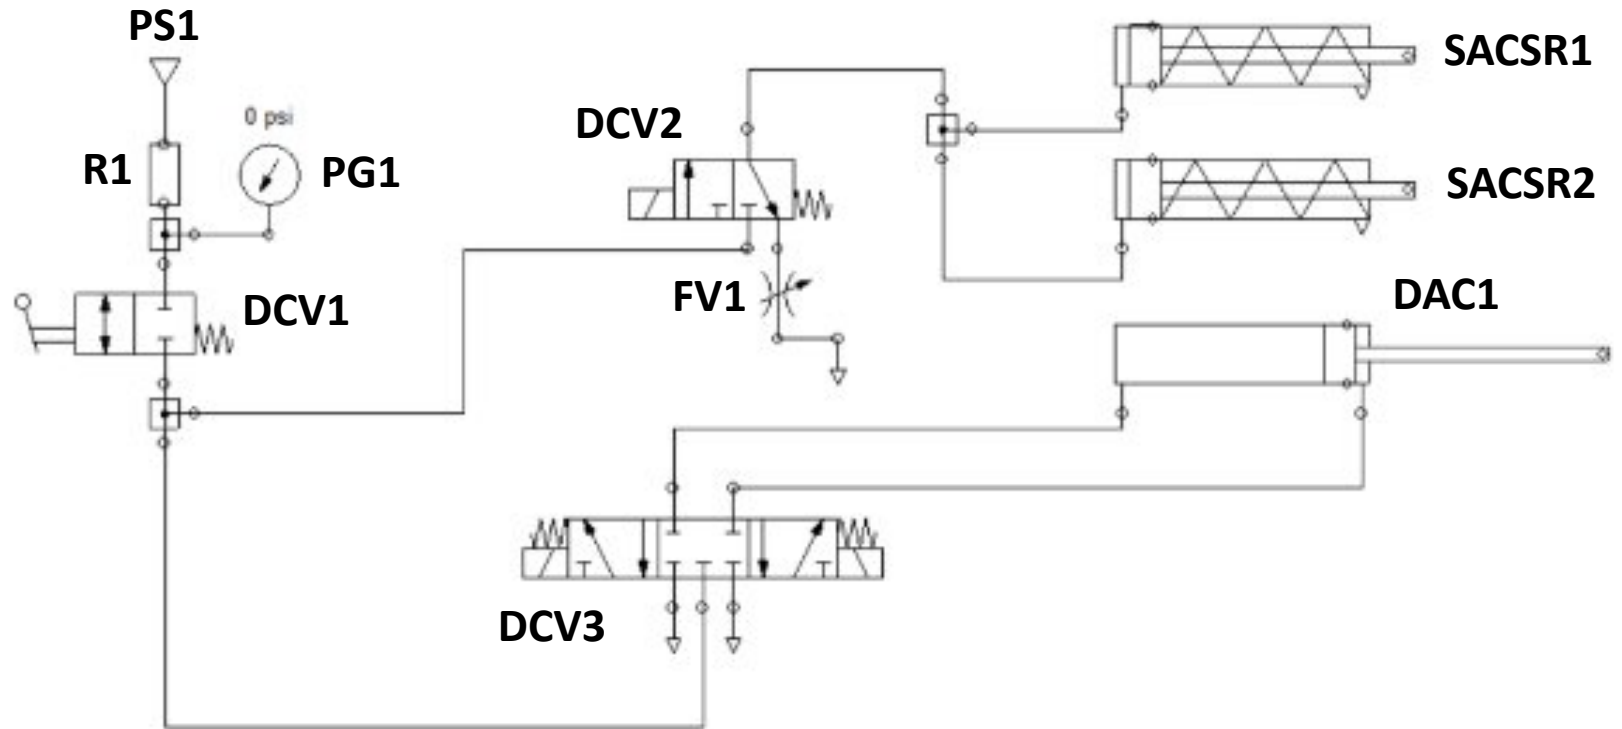 PS1
SACSR1
0 psi
DCV2
R1
PG1
SACSR2
DCV1
FV1
DAC1
DCV3